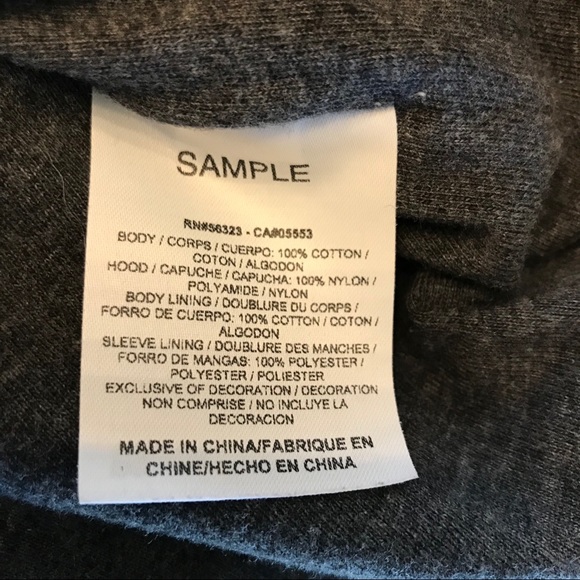 SAMPLE
RN#56323 - CA#05553
BODY / CORPS / CUERPO: 100% COTTON /
COTON / ALGODON
HOOD / CAPUCHE / CAPUCHA: 100% NYLON /
POLYAMIDE / NYLON
BODY LINING / DOUBLURE DU CORPS /
FORRO DE CUERPO: 100% COTTON / COTON /
ALGODON
SLEEVE LINING / DOUBLURE DES MANCHES /
FORRO DE MANGAS: 100% POLYESTER /
POLYESTER / POLIESTER
EXCLUSIVE OF DECORATION / DECORATION
NON COMPRISE / NO INCLUYE LA
DECORACION
MADE IN CHINA/FABRIQUE EN
CHINE/HECHO EN CHINA